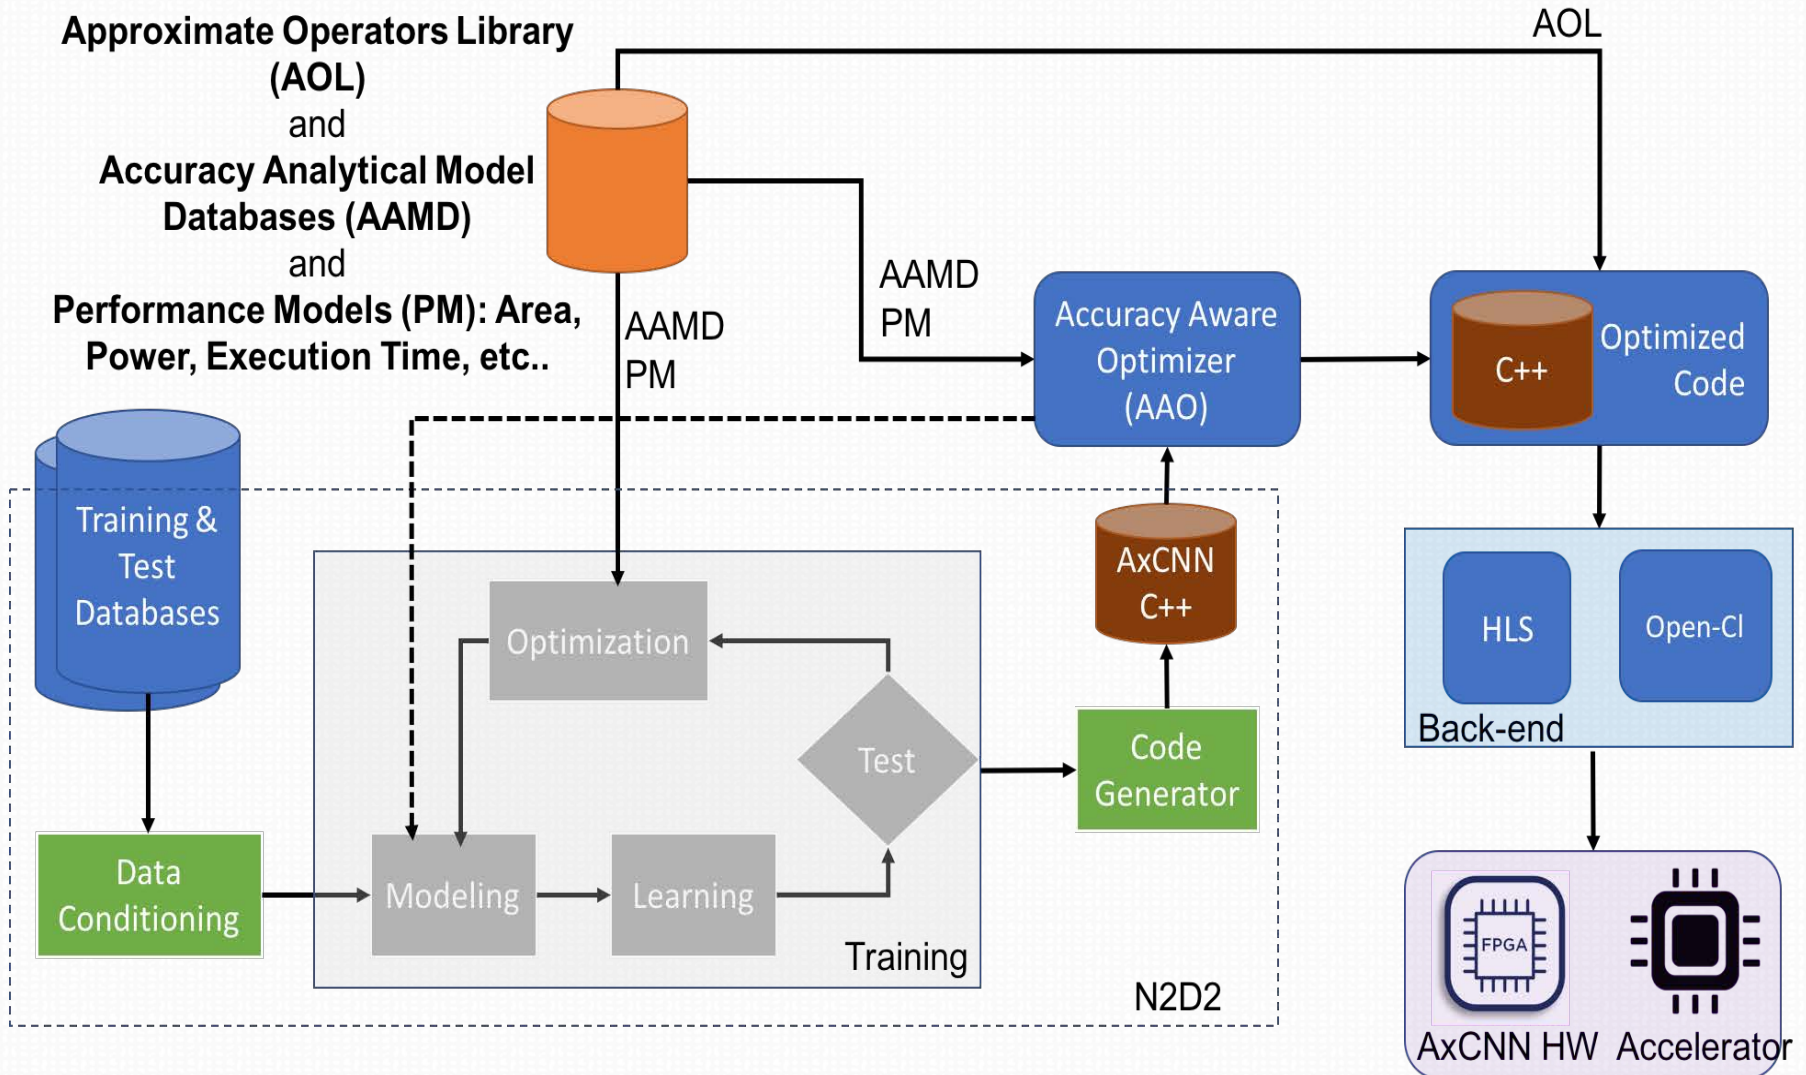 Approximate Operators Library
(AOL)
and
Accuracy Analytical Model
Databases (AAMD)
and
Performance Models (PM): Area,
Power, Execution Time, etc..
AOL
AAMD
PM
AAMD
PM
Accuracy Aware
Optimizer
(AAO)
C++
Optimized
Code
Training &
Test
Databases
AxCNN
C++
Optimization
Test
Code
Generator
HLS
Open-Cl
Back-end
Data
Conditioning
Modeling
Learning
Training
N2D2
FPGA
AxCNN HW
Accelerator